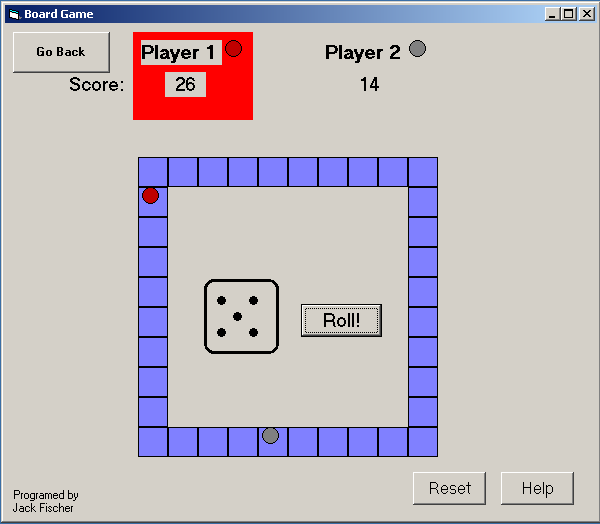 Board Game
Go Back
Player 1
Player 2
Score:
26
14
Roll!
Reset
Help
Programed by
Jack Fischer